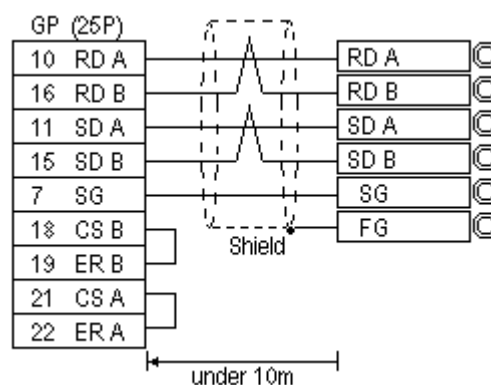 GP (25P)
10 RD A RD A
16 RD B RD B
11 SD A SD A
15 SD B SD B
7 SG SG
18 CS B FG
Shield
19 ER B
21 CS A
22 ER A
under 10m